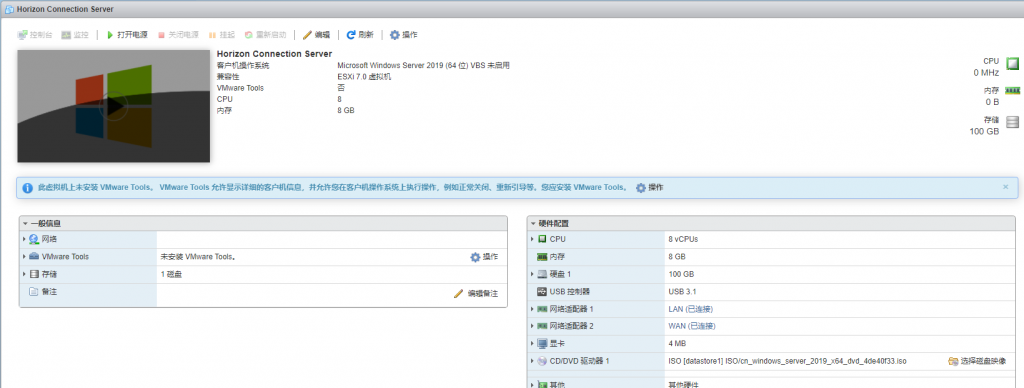 Horizon Connection Server
控制台 监控 打开电源 关闭电源 挂起 重新启动 编辑 刷新 操作
Horizon Connection Server
客户机操作系统 Microsoft Windows Server 2019 (64 位) VBS 未启用
兼容性 ESXi 7.0 虚拟机
VMware Tools 否
CPU 8
内存 8 GB
CPU
0 MHz
内存
0 B
存储
100 GB
此虚拟机上未安装 VMware Tools。 VMware Tools 允许显示详细的客户机信息，并允许您在客户机操作系统上执行操作，例如正常关闭、重新引导等。您应安装 VMware Tools。 操作
一般信息
网络
VMware Tools 未安装 VMware Tools。 操作
存储 1 磁盘
备注 编辑备注
硬件配置
CPU 8 vCPUs
内存 8 GB
硬盘 1 100 GB
USB 控制器 USB 3.1
网络适配器 1 LAN (已连接)
网络适配器 2 WAN (已连接)
显卡 4 MB
CD/DVD 驱动器 1 ISO [datastore1] ISO/cn_windows_server_2019_x64_dvd_4de40f33.iso 选择磁盘映像
其他 其他硬件